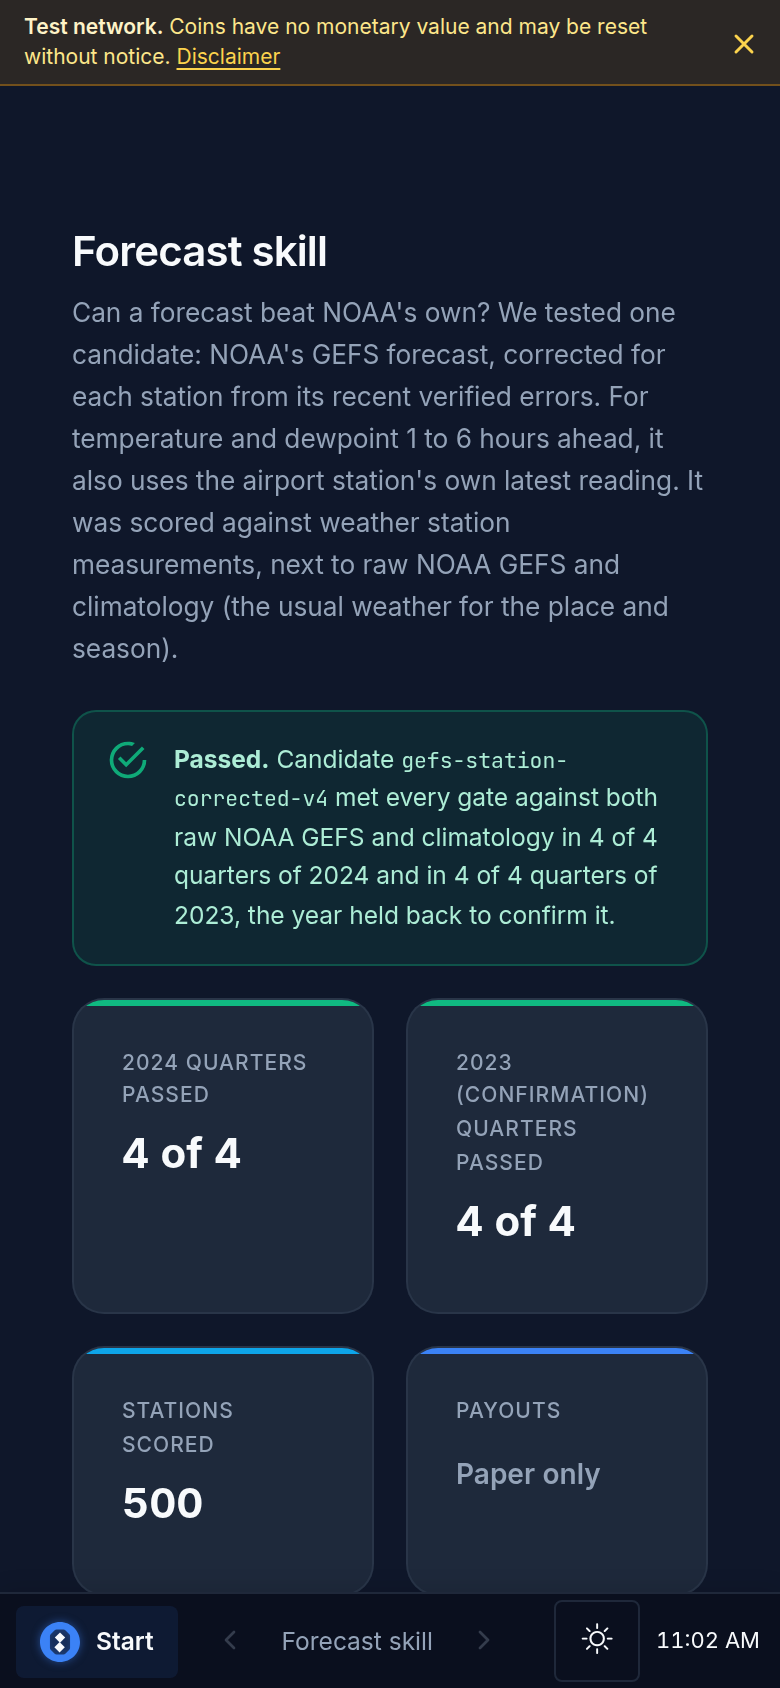 Test network. Coins have no monetary value and may be reset
without notice. Disclaimer
Forecast skill
Can a forecast beat NOAA's own? We tested one
candidate: NOAA's GEFS forecast, corrected for
each station from its recent verified errors. For
temperature and dewpoint 1 to 6 hours ahead, it
also uses the airport station's own latest reading. It
was scored against weather station
measurements, next to raw NOAA GEFS and
climatology (the usual weather for the place and
season).
Passed. Candidate gefs-station-
corrected-v4 met every gate against both
raw NOAA GEFS and climatology in 4 of 4
quarters of 2024 and in 4 of 4 quarters of
2023, the year held back to confirm it.
2024 QUARTERS
PASSED
4 of 4
2023
(CONFIRMATION)
QUARTERS
PASSED
4 of 4
STATIONS
SCORED
500
PAYOUTS
Paper only
Start
Forecast skill
11:02 AM